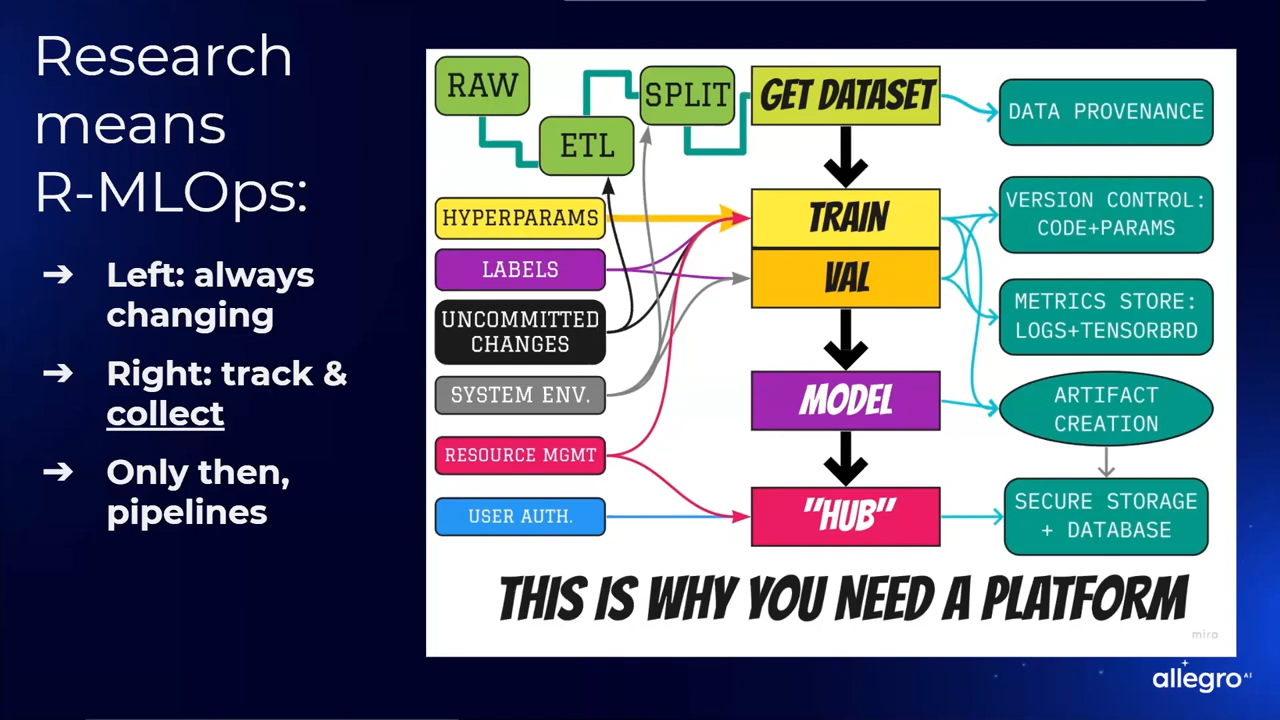 Research
means
R-MLOps:
➔ Left: always
changing
➔ Right: track &
collect
➔ Only then,
pipelines
RAW
ETL
SPLIT
GET DATASET
DATA PROVENANCE
HYPERPARAMS
LABELS
UNCOMMITTED
CHANGES
SYSTEM ENV.
RESOURCE MGMT
USER AUTH.
TRAIN
VAL
MODEL
"HUB"
VERSION CONTROL:
CODE+PARAMS
METRICS STORE:
LOGS+TENSORBRD
ARTIFACT
CREATION
SECURE STORAGE
+ DATABASE
THIS IS WHY YOU NEED A PLATFORM
miro
allegro AI